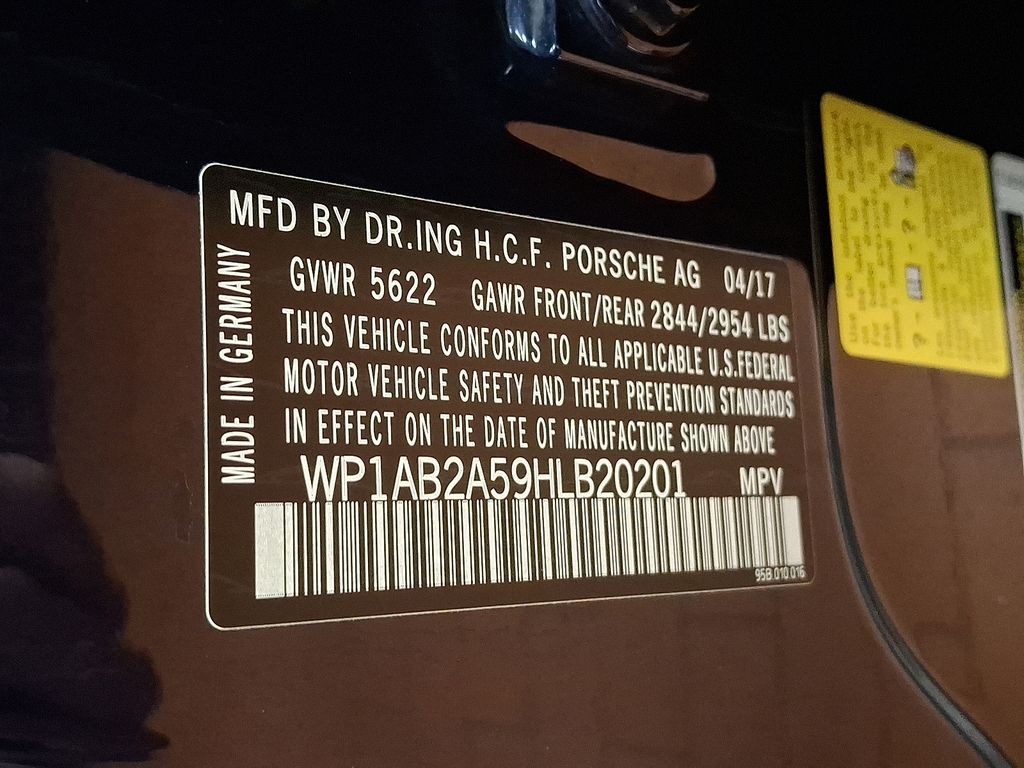 MFD BY DR.ING H.C.F. PORSCHE AG 04/17
GVWR 5622 GAWR FRONT/REAR 2844/2954 LBS
THIS VEHICLE CONFORMS TO ALL APPLICABLE U.S.FEDERAL
MOTOR VEHICLE SAFETY AND THEFT PREVENTION STANDARDS
IN EFFECT ON THE DATE OF MANUFACTURE SHOWN ABOVE
WP1AB2A59HLB20201 MPV
95B.010.016
MADE IN GERMANY